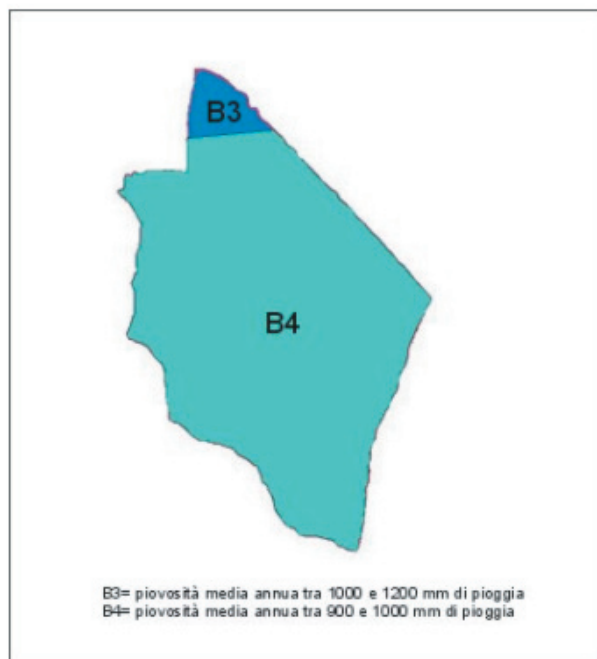 B3
B4
B3= piovosità media annua tra 1000 e 1200 mm di pioggia
B4= piovosità media annua tra 900 e 1000 mm di pioggia